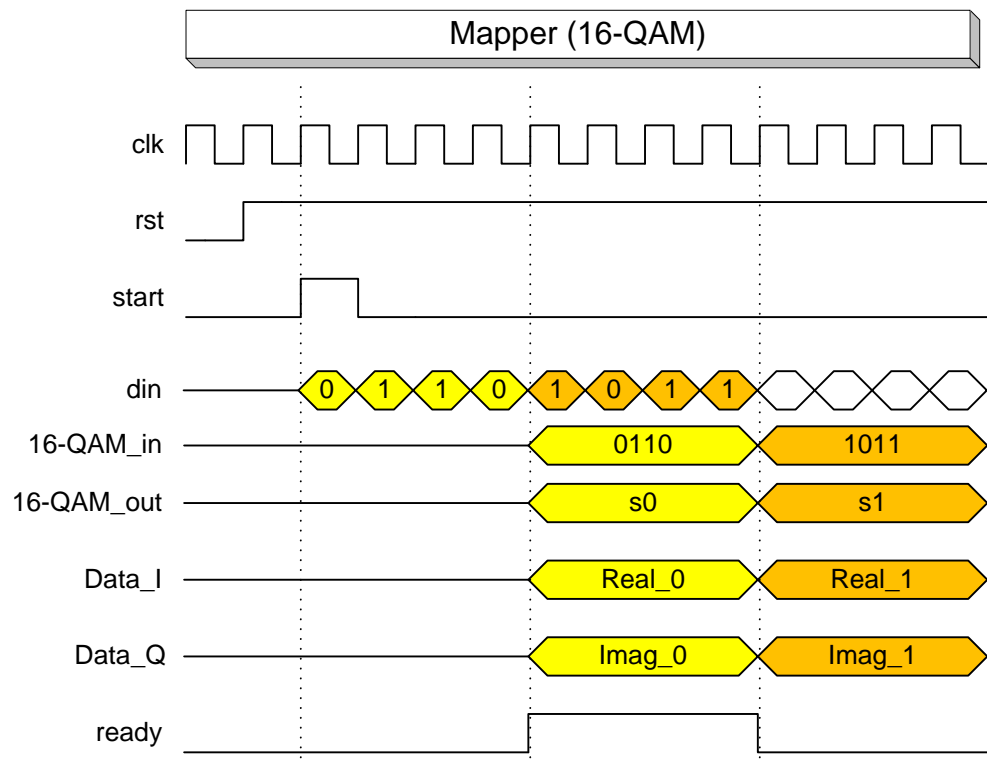 Mapper (16-QAM)
clk
rst
start
din 0 1 1 0 1 0 1 1
16-QAM_in 0110 1011
16-QAM_out s0 s1
Data_I Real_0 Real_1
Data_Q Imag_0 Imag_1
ready